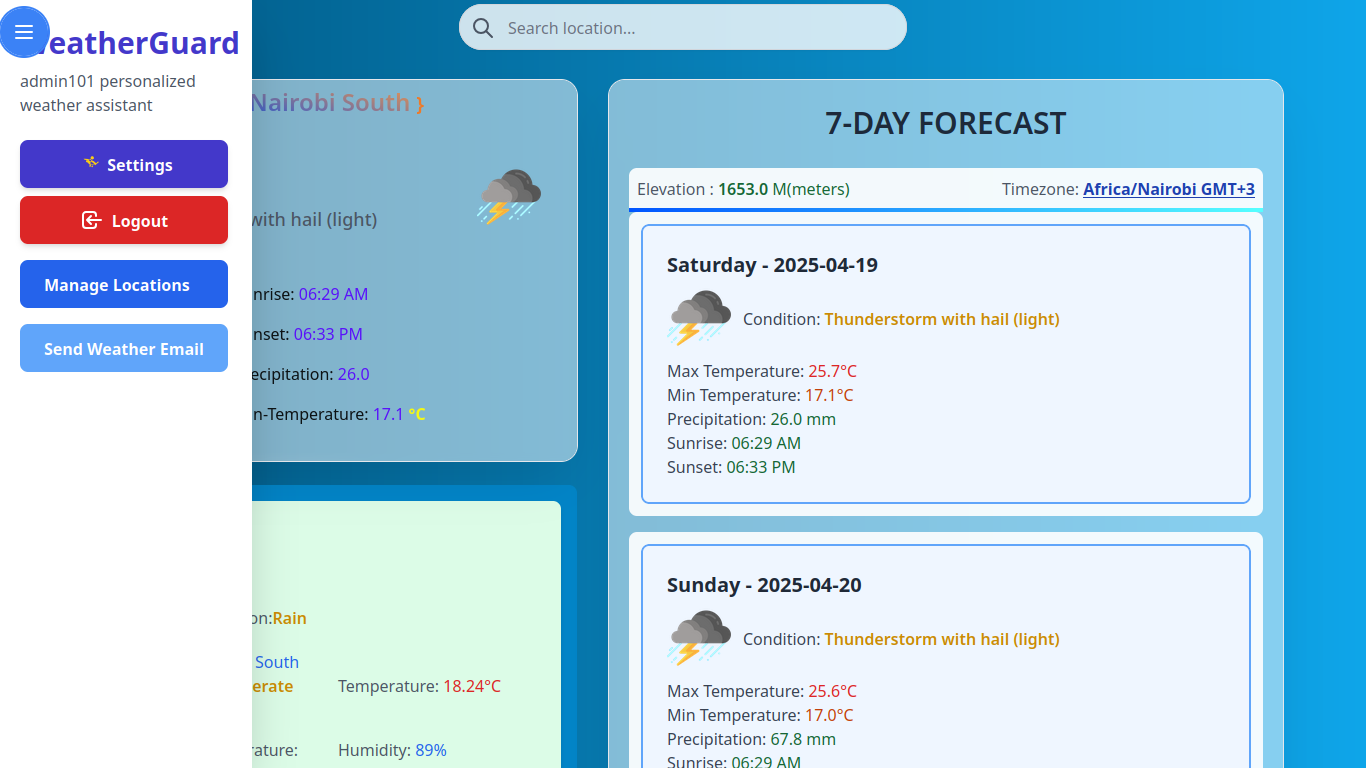 eatherGuard
admin101 personalized
weather assistant
Settings
Logout
Manage Locations
Send Weather Email
Search location...
Nairobi South }
with hail (light)
nrise: 06:29 AM
nset: 06:33 PM
ecipitation: 26.0
n-Temperature: 17.1 °C
on:Rain
South
erate
Temperature: 18.24°C
rature:
Humidity: 89%
7-DAY FORECAST
Elevation : 1653.0 M(meters)
Timezone: Africa/Nairobi GMT+3
Saturday - 2025-04-19
Condition: Thunderstorm with hail (light)
Max Temperature: 25.7°C
Min Temperature: 17.1°C
Precipitation: 26.0 mm
Sunrise: 06:29 AM
Sunset: 06:33 PM
Sunday - 2025-04-20
Condition: Thunderstorm with hail (light)
Max Temperature: 25.6°C
Min Temperature: 17.0°C
Precipitation: 67.8 mm
Sunrise: 06:29 AM